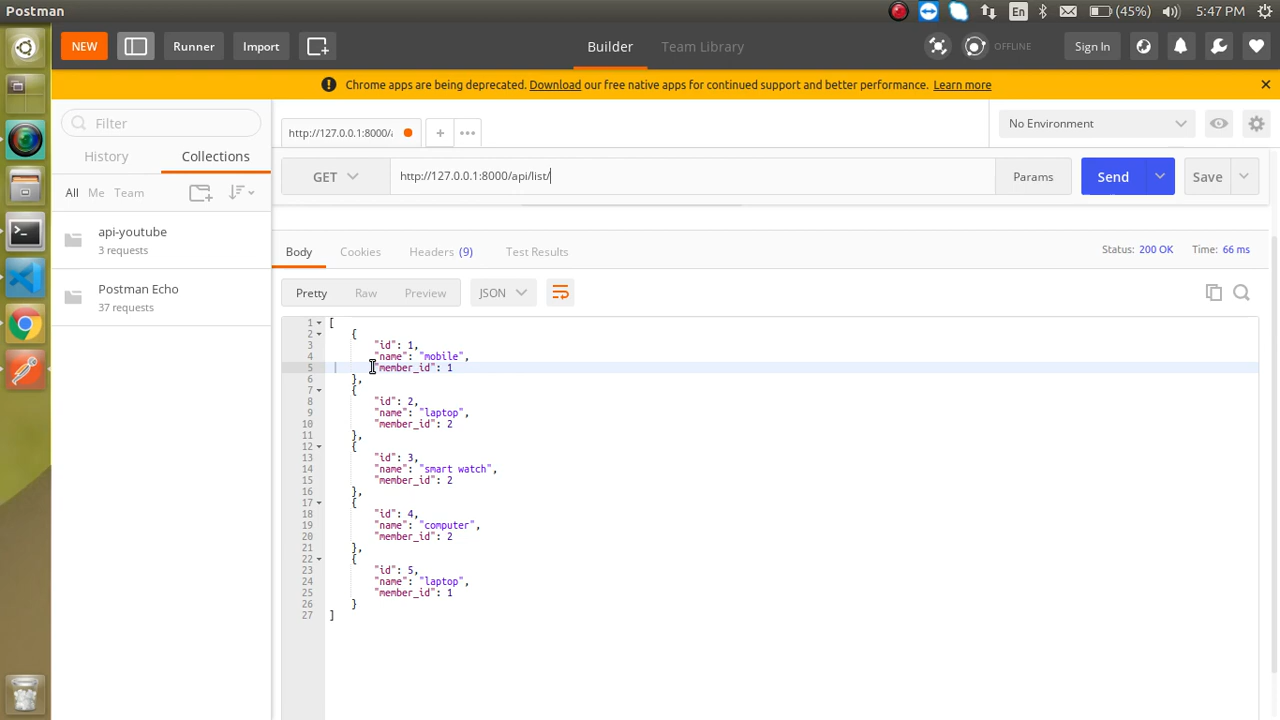 Postman
En
(45%)
5:47 PM
NEW
Runner
Import
Builder
Team Library
OFFLINE
Sign In
Chrome apps are being deprecated. Download our free native apps for continued support and better performance. Learn more
Filter
History
Collections
All
Me
Team
api-youtube
3 requests
Postman Echo
37 requests
http://127.0.0.1:8000/a
No Environment
GET
http://127.0.0.1:8000/api/list/
Params
Send
Save
Body
Cookies
Headers (9)
Test Results
Status: 200 OK
Time: 66 ms
Pretty
Raw
Preview
JSON
1 [
2 {
3 "id": 1,
4 "name": "mobile",
5 "member_id": 1
6 },
7 {
8 "id": 2,
9 "name": "laptop",
10 "member_id": 2
11 },
12 {
13 "id": 3,
14 "name": "smart watch",
15 "member_id": 2
16 },
17 {
18 "id": 4,
19 "name": "computer",
20 "member_id": 2
21 },
22 {
23 "id": 5,
24 "name": "laptop",
25 "member_id": 1
26 }
27 ]